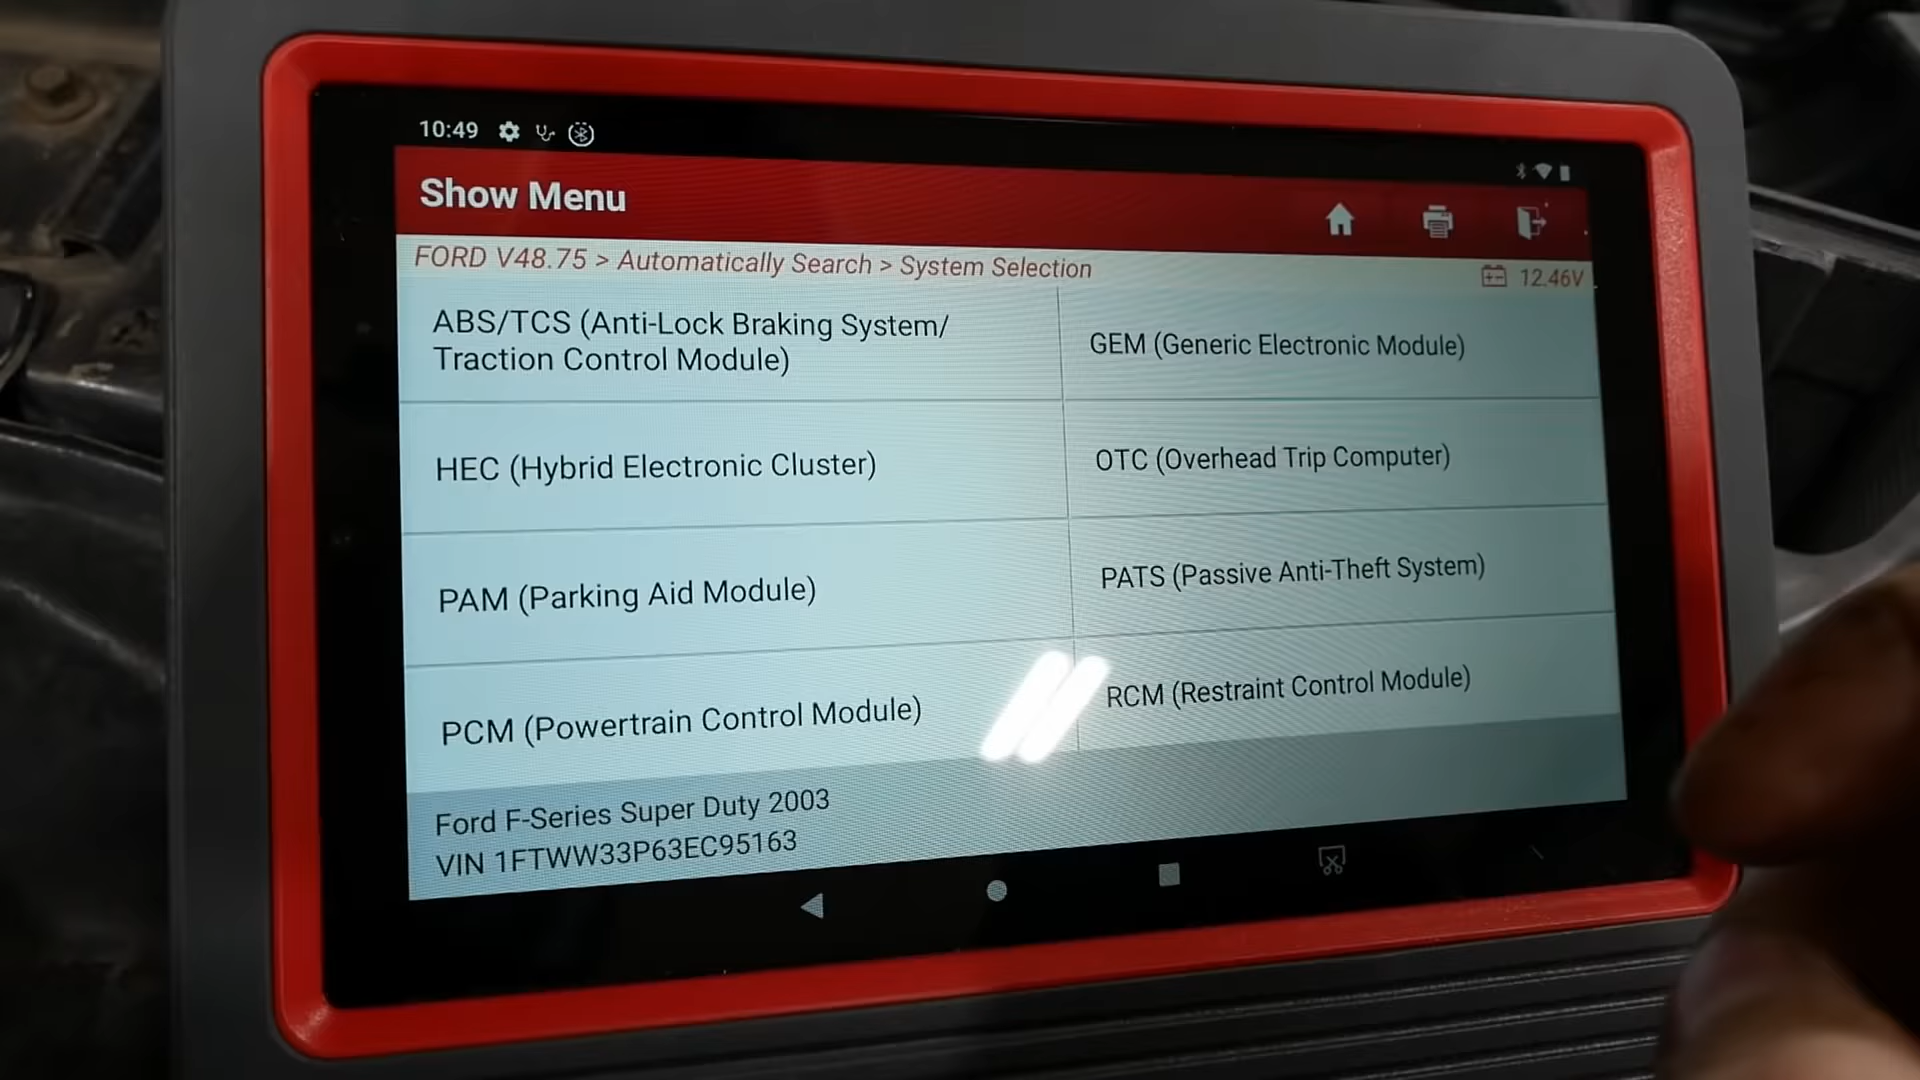 10:49
Show Menu
FORD V48.75 > Automatically Search > System Selection
12.46V
ABS/TCS (Anti-Lock Braking System/
Traction Control Module)
GEM (Generic Electronic Module)
HEC (Hybrid Electronic Cluster)
OTC (Overhead Trip Computer)
PAM (Parking Aid Module)
PATS (Passive Anti-Theft System)
PCM (Powertrain Control Module)
RCM (Restraint Control Module)
Ford F-Series Super Duty 2003
VIN 1FTWW33P63EC95163